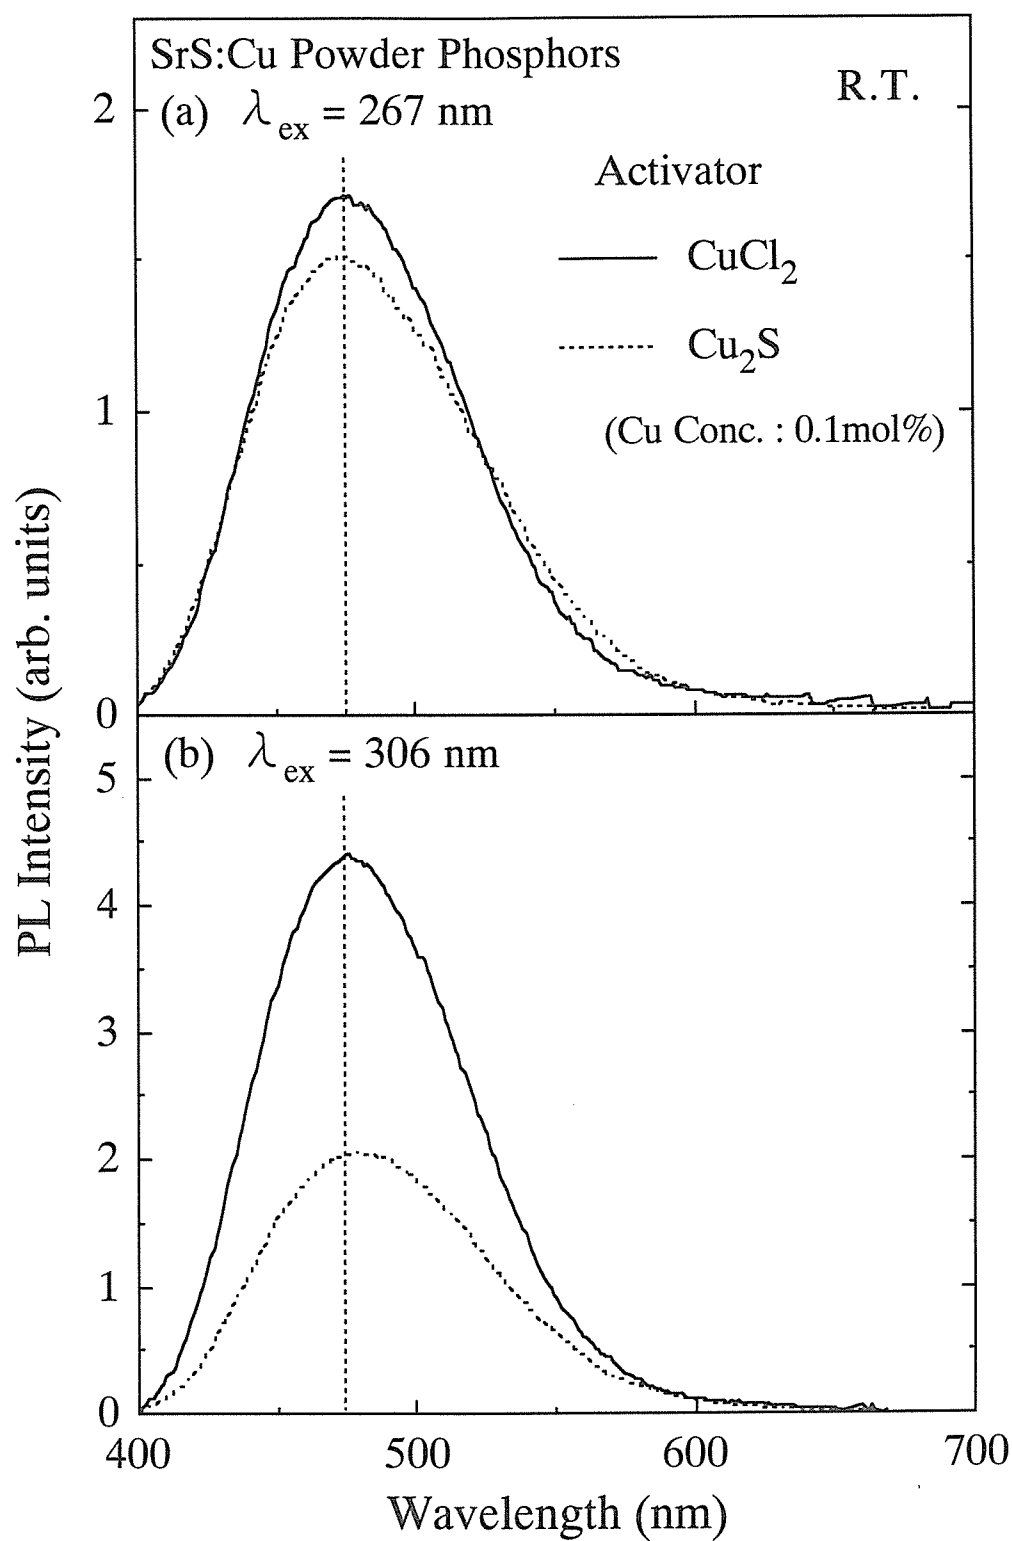 SrS:Cu Powder Phosphors
R.T.
(a) λex = 267 nm
Activator
CuCl2
Cu2S
(Cu Conc. : 0.1mol%)
2
1
0
PL Intensity (arb. units)
(b) λex = 306 nm
5
4
3
2
1
0
400 500 600 700
Wavelength (nm)